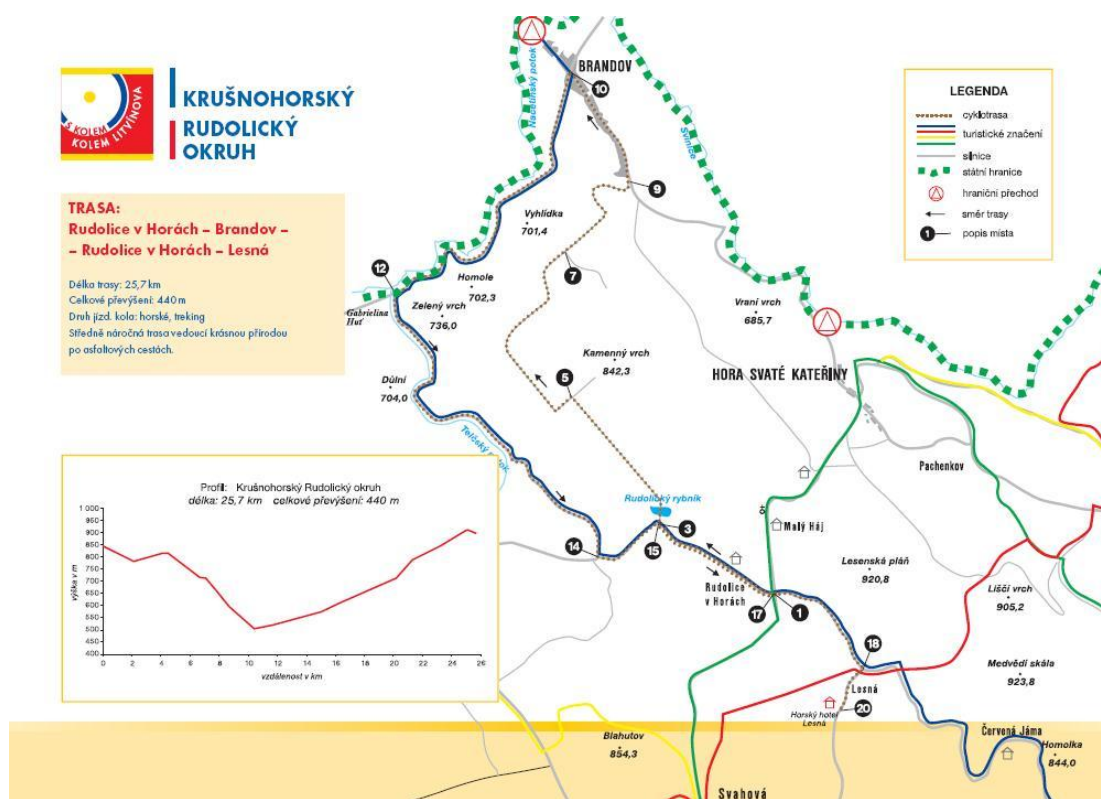 S KOLEM
KOLEM LITVÍNOVA
KRUŠNOHORSKÝ
RUDOLICKÝ
OKRUH
TRASA:
Rudolice v Horách – Brandov –
– Rudolice v Horách – Lesná
Délka trasy: 25,7 km
Celkové převýšení: 440 m
Druh jízd. kola: horské, treking
Středně náročná trasa vedoucí krásnou přírodou
po asfaltových cestách.
LEGENDA
cyklotrasa
turistické značení
silnice
státní hranice
hraniční přechod
směr trasy
1 popis místa
BRANDOV
10
Načetínský potok
Svinice
9
Vyhlídka
701,4
7
12
Homole
702,3
Gabrielina
Huť
Zelený vrch
736,0
Vraní vrch
685,7
Kamenný vrch
842,3
HORA SVATÉ KATEŘINY
5
Důlní
704,0
Telčský potok
Pachenkov
Rudolický rybník
3
Malý Háj
14
15
Lesenská pláň
920,8
Rudolice
v Horách
Liščí vrch
905,2
17
1
18
Medvědí skála
923,8
Lesná
20
Horský hotel
Lesná
Červená Jáma
Blahutov
854,3
Homolka
844,0
Svahová
Profil: Krušnohorský Rudolický okruh
délka: 25,7 km celkové převýšení: 440 m
výška v m
1 000
950
900
850
800
750
700
650
600
550
500
450
400
0 2 4 6 8 10 12 14 16 18 20 22 24 26
vzdálenost v km